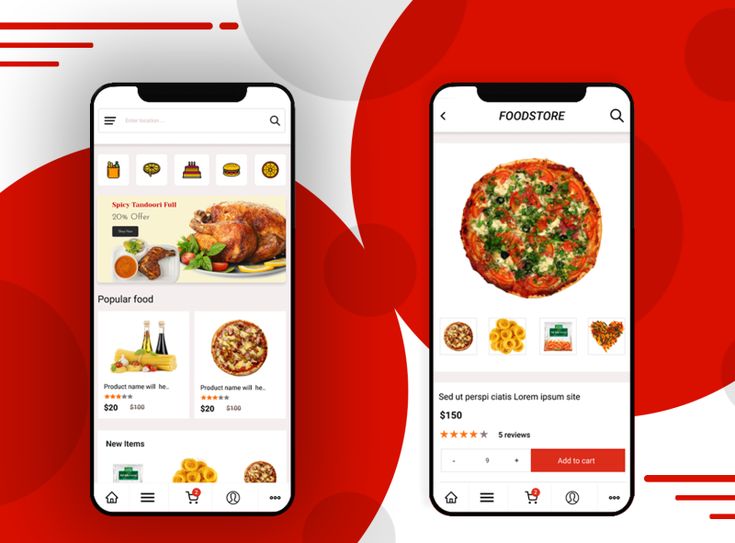 Enter location...
Spicy Tandoori Full
20% Offer
Shop Now
Popular food
Product name will he..
$20 $100
Product name will he..
$20 $100
New Items
2
FOODSTORE
Sed ut perspi ciatis Lorem ipsum site
$150
5 reviews
- 9 +
Add to cart
2